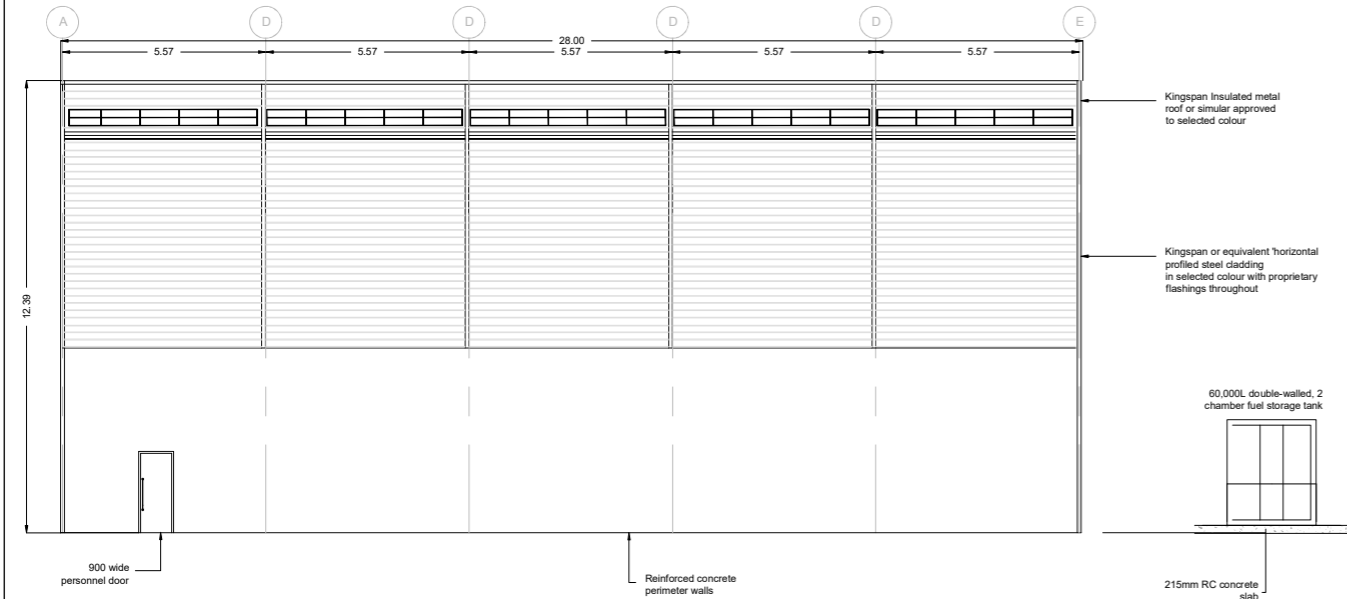 A D D D D E
28.00
5.57 5.57 5.57 5.57 5.57
12.39
Kingspan Insulated metal
roof or simular approved
to selected colour
Kingspan or equivalent 'horizontal
profiled steel cladding
in selected colour with proprietary
flashings throughout
60,000L double-walled, 2
chamber fuel storage tank
900 wide
personnel door
Reinforced concrete
perimeter walls
215mm RC concrete
slab